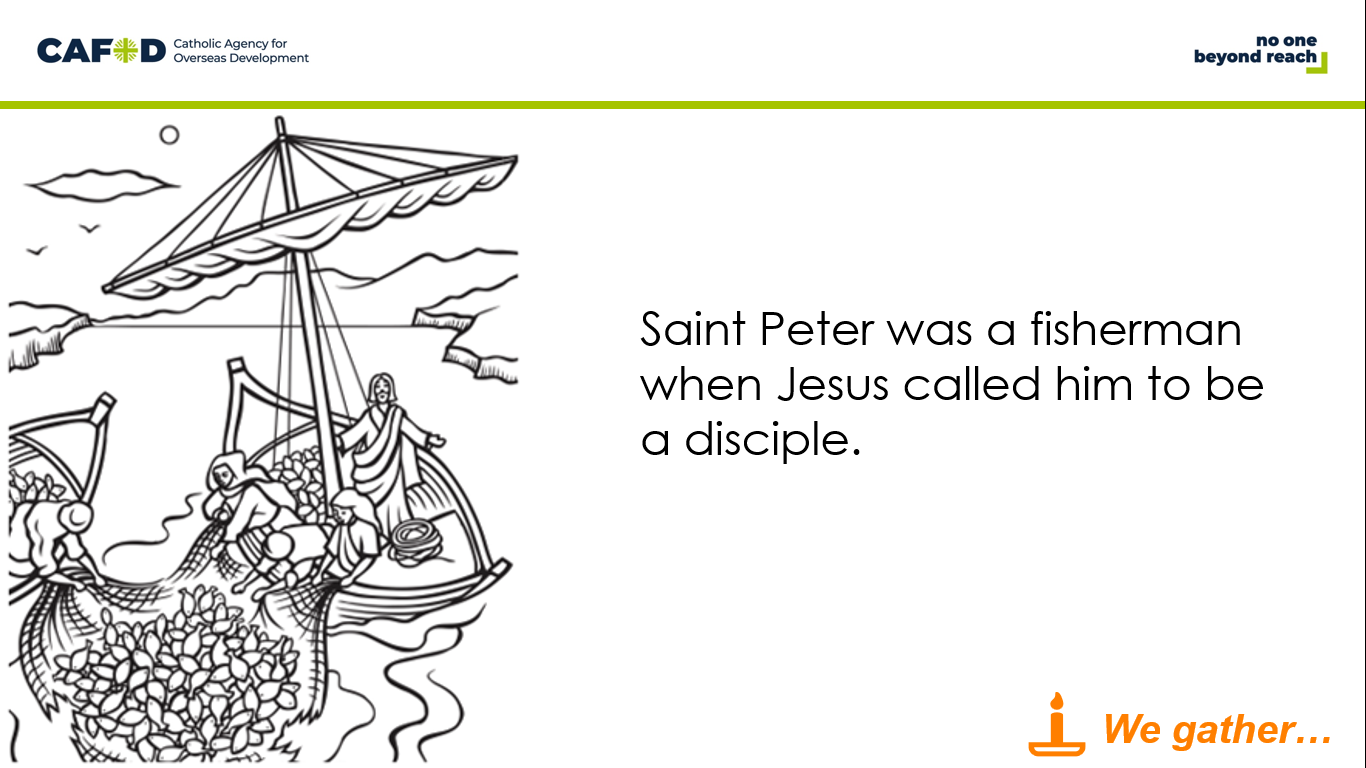 CAFOD
Catholic Agency for
Overseas Development
no one
beyond reach
Saint Peter was a fisherman
when Jesus called him to be
a disciple.
We gather…